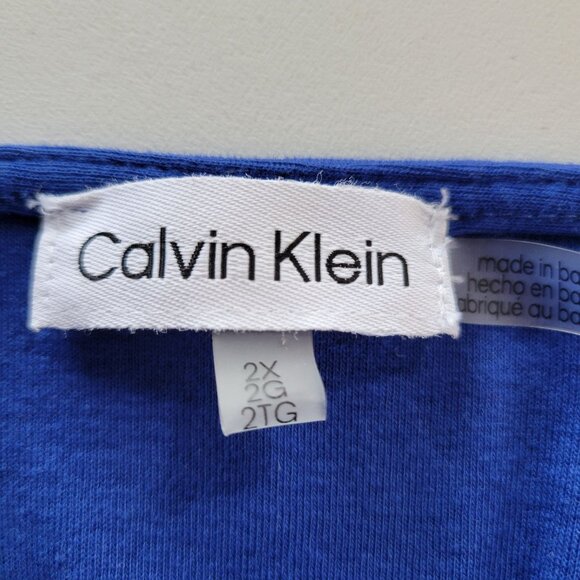 Calvin Klein
made in
hecho en
au
2X
2G
2TG